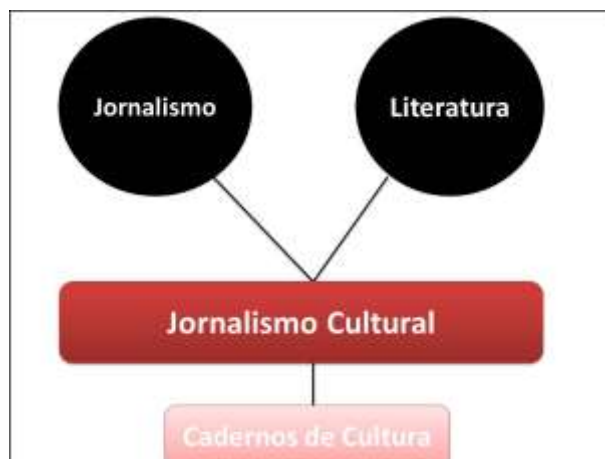 Jornalismo
Literatura
Jornalismo Cultural
Cadernos de Cultura